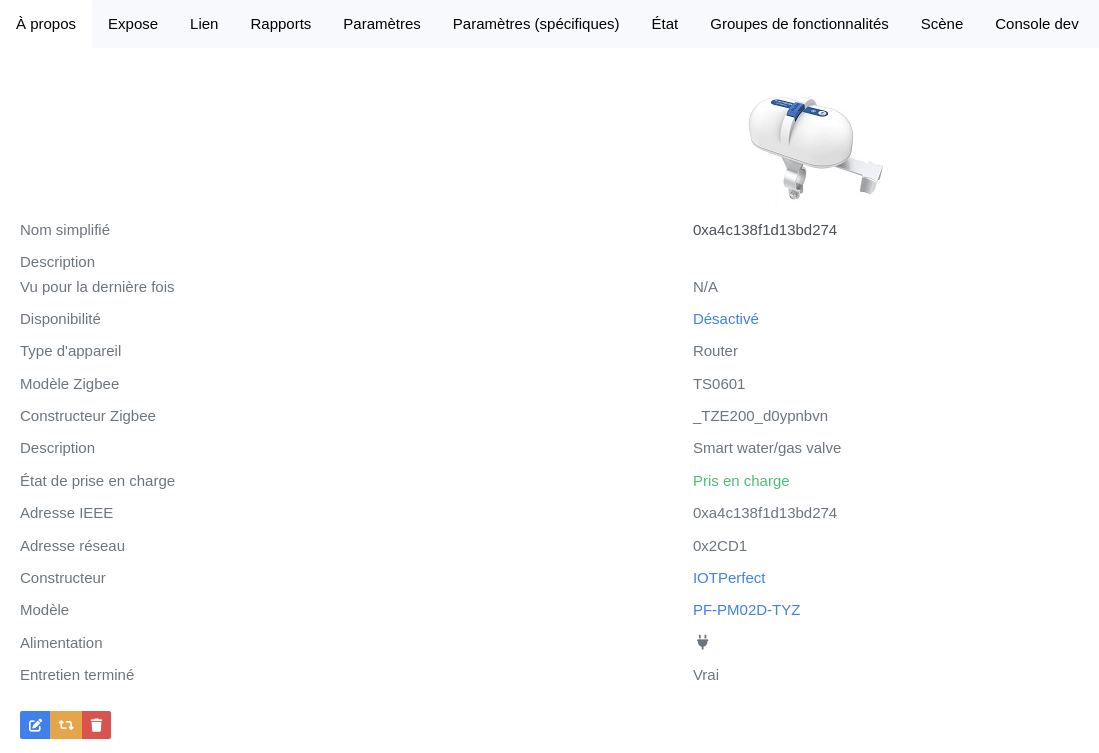 À propos Expose Lien Rapports Paramètres Paramètres (spécifiques) État Groupes de fonctionnalités Scène Console dev
Nom simplifié 0xa4c138f1d13bd274
Description
Vu pour la dernière fois N/A
Disponibilité Désactivé
Type d'appareil Router
Modèle Zigbee TS0601
Constructeur Zigbee _TZE200_d0ypnbvn
Description Smart water/gas valve
État de prise en charge Pris en charge
Adresse IEEE 0xa4c138f1d13bd274
Adresse réseau 0x2CD1
Constructeur IOTPerfect
Modèle PF-PM02D-TYZ
Alimentation
Entretien terminé Vrai